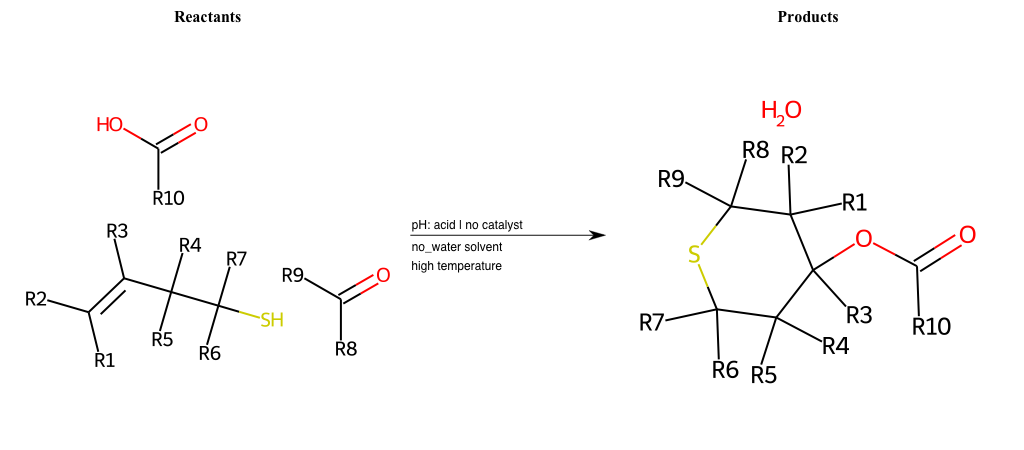 Reactants
Products
HO
O
R10
R3
R4
R7
R2
R1
R5
R6
SH
R9
O
R8
pH: acid | no catalyst
no_water solvent
high temperature
H2O
R8
R2
R9
R1
S
O
O
R7
R3
R10
R6
R5
R4